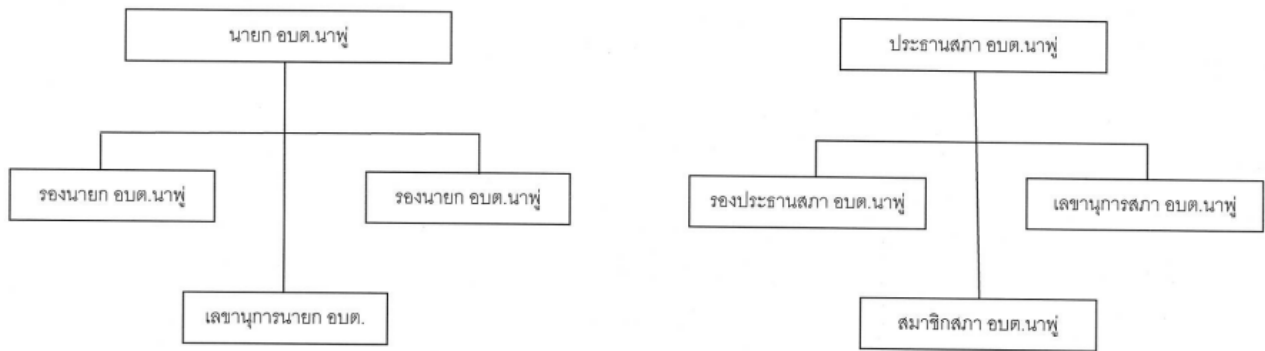 นายก อบต.นาพู่
รองนายก อบต.นาพู่
รองนายก อบต.นาพู่
เลขานุการนายก อบต.
ประธานสภา อบต.นาพู่
รองประธานสภา อบต.นาพู่
เลขานุการสภา อบต.นาพู่
สมาชิกสภา อบต.นาพู่